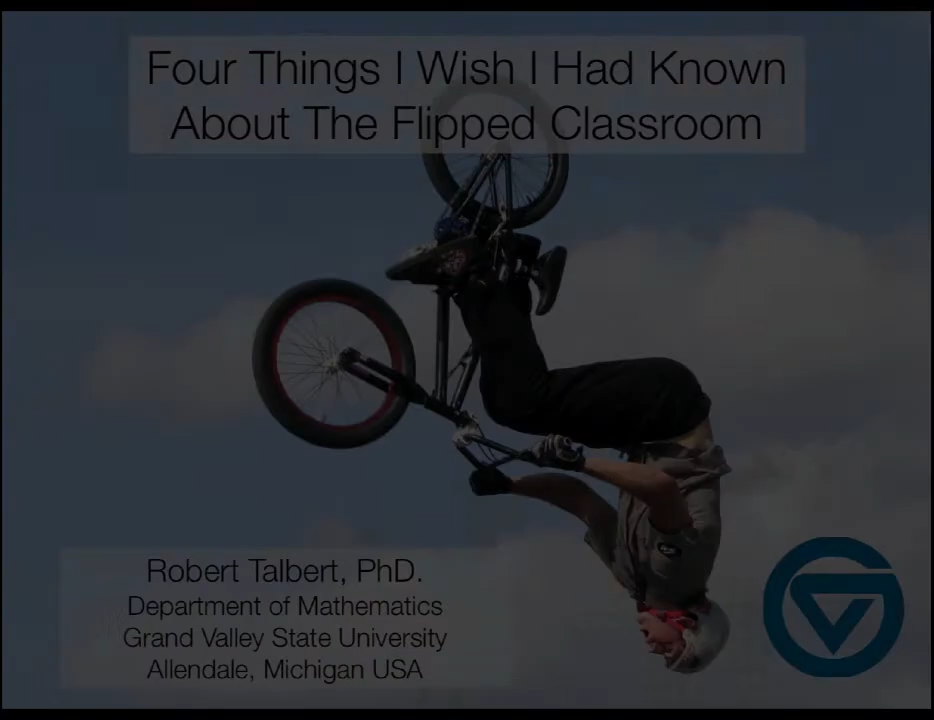 Four Things I Wish I Had Known
About The Flipped Classroom
Robert Talbert, PhD.
Department of Mathematics
Grand Valley State University
Allendale, Michigan USA